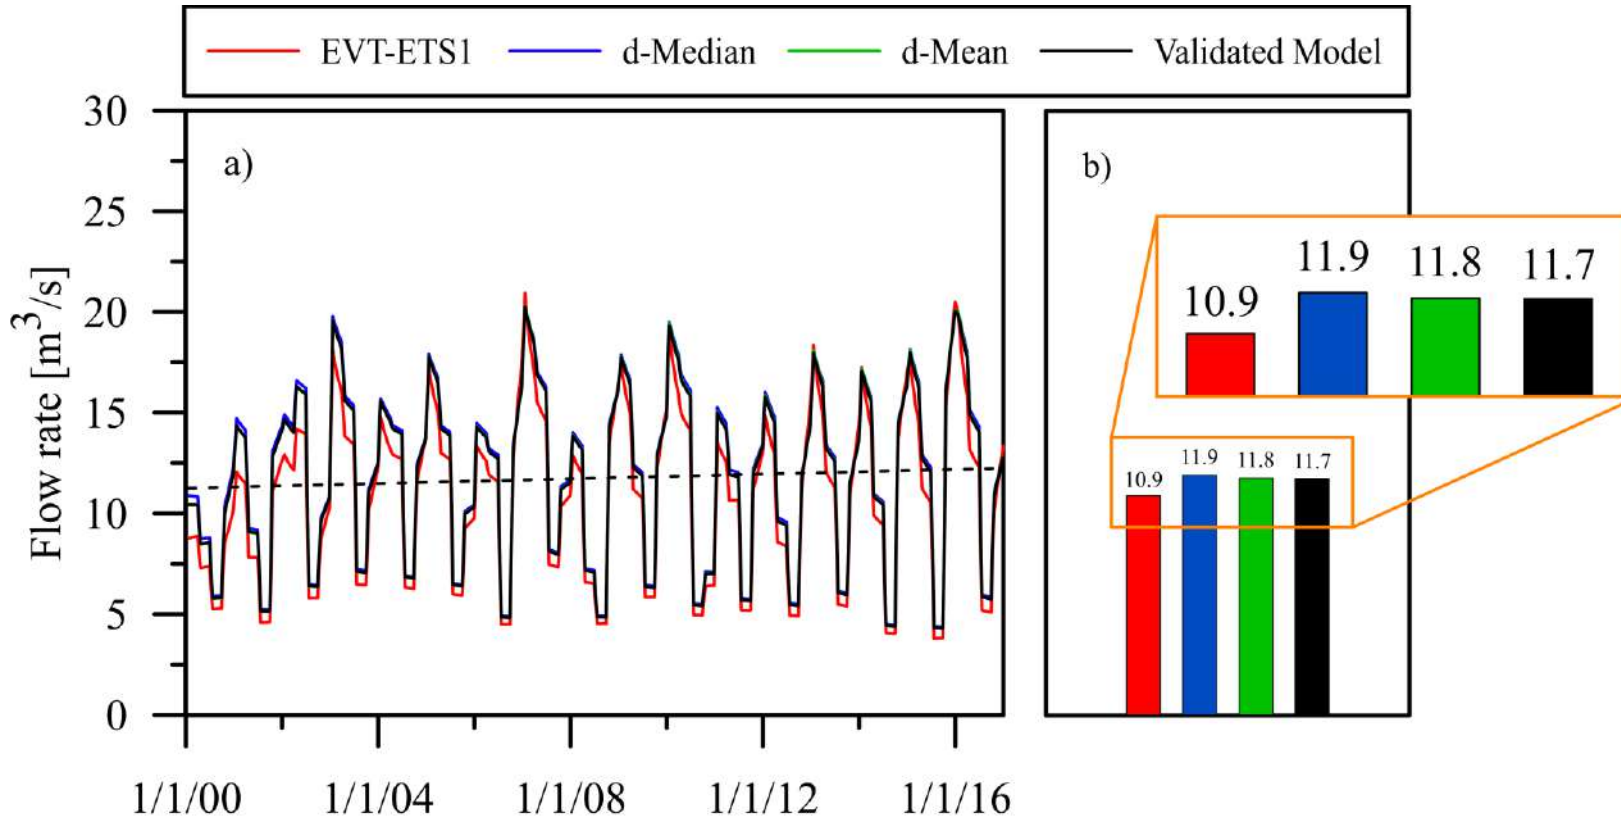 EVT-ETS1 d-Median d-Mean Validated Model
a)
b)
Flow rate [m³/s]
30
25
20
15
10
5
0
1/1/00 1/1/04 1/1/08 1/1/12 1/1/16
10.9 11.9 11.8 11.7
10.9 11.9 11.8 11.7